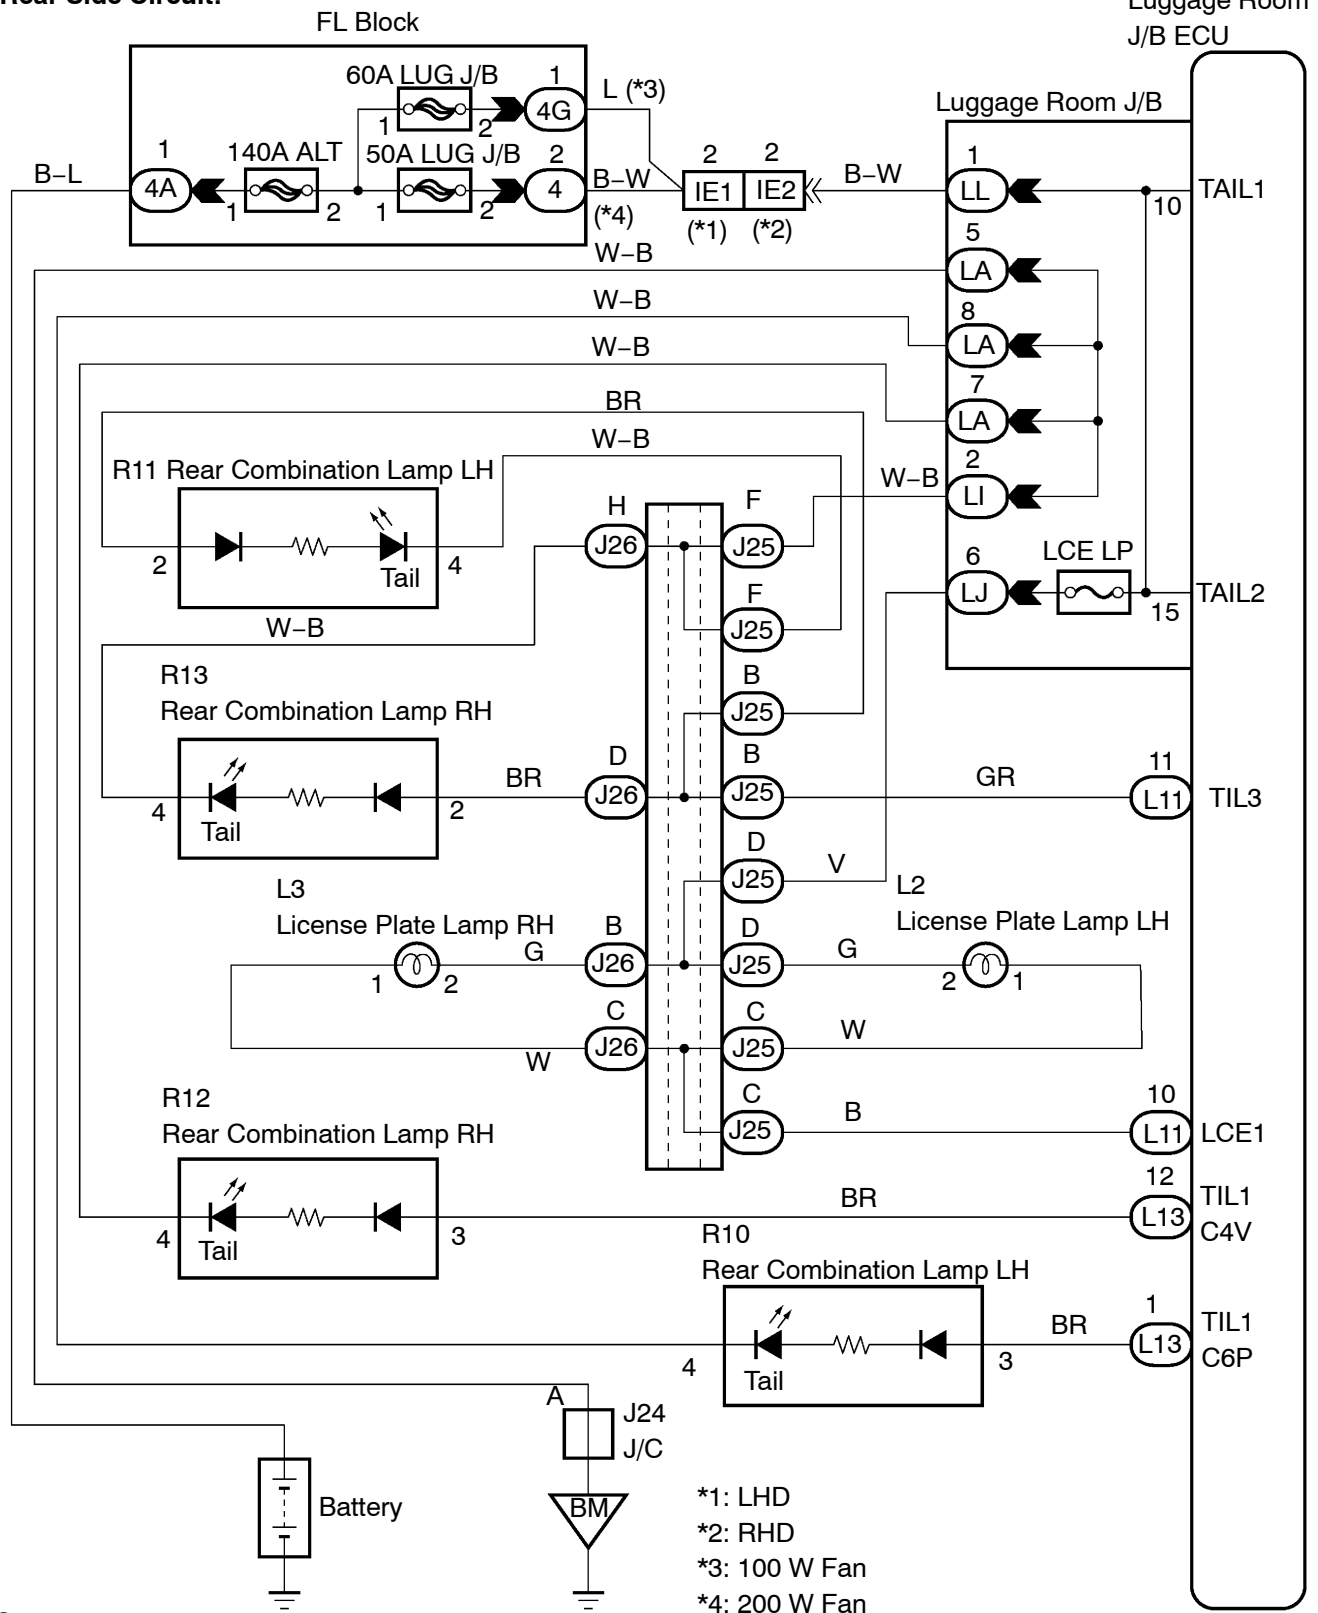 Rear Side Circuit:
Luggage Room
J/B ECU
FL Block
60A LUG J/B
1
4G
L (*3)
1
2
Luggage Room J/B
1
4A
B–L
140A ALT
1
2
50A LUG J/B
1
2
2
4
B–W
(*4)
2
2
IE1
IE2
(*1)
(*2)
B–W
1
LL
10
TAIL1
W–B
5
LA
W–B
8
LA
W–B
7
LA
BR
W–B
2
LI
W–B
R11 Rear Combination Lamp LH
2
Tail
4
H
J26
F
J25
6
LJ
LCE LP
15
TAIL2
F
J25
W–B
R13
Rear Combination Lamp RH
B
J25
4
Tail
2
BR
D
J26
B
J25
GR
11
L11
TIL3
D
J25
V
L3
License Plate Lamp RH
1
2
G
B
J26
D
J25
G
L2
License Plate Lamp LH
2
1
C
J26
W
C
J25
W
R12
Rear Combination Lamp RH
C
J25
B
10
L11
LCE1
4
Tail
3
BR
12
L13
TIL1
C4V
R10
Rear Combination Lamp LH
4
Tail
3
BR
1
L13
TIL1
C6P
A
J24
J/C
BM
Battery
*1: LHD
*2: RHD
*3: 100 W Fan
*4: 200 W Fan